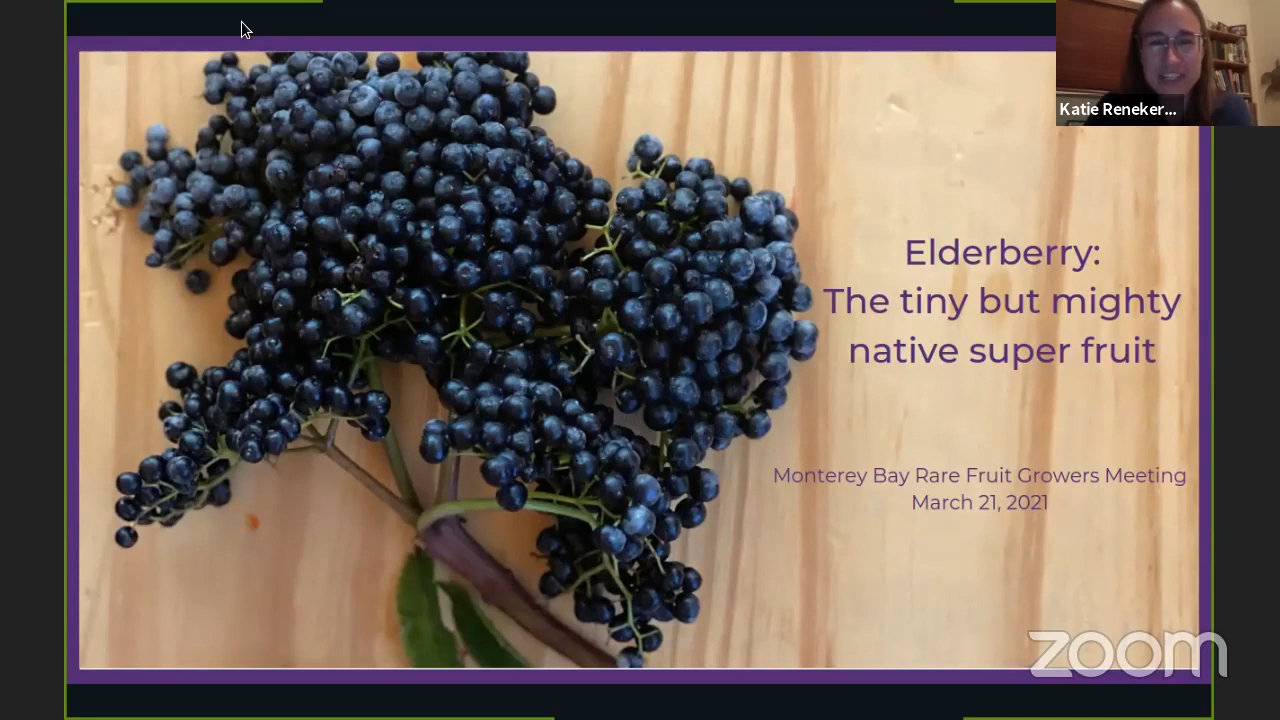 Katie Reneker...
Elderberry:
The tiny but mighty
native super fruit
Monterey Bay Rare Fruit Growers Meeting
March 21, 2021
zoom